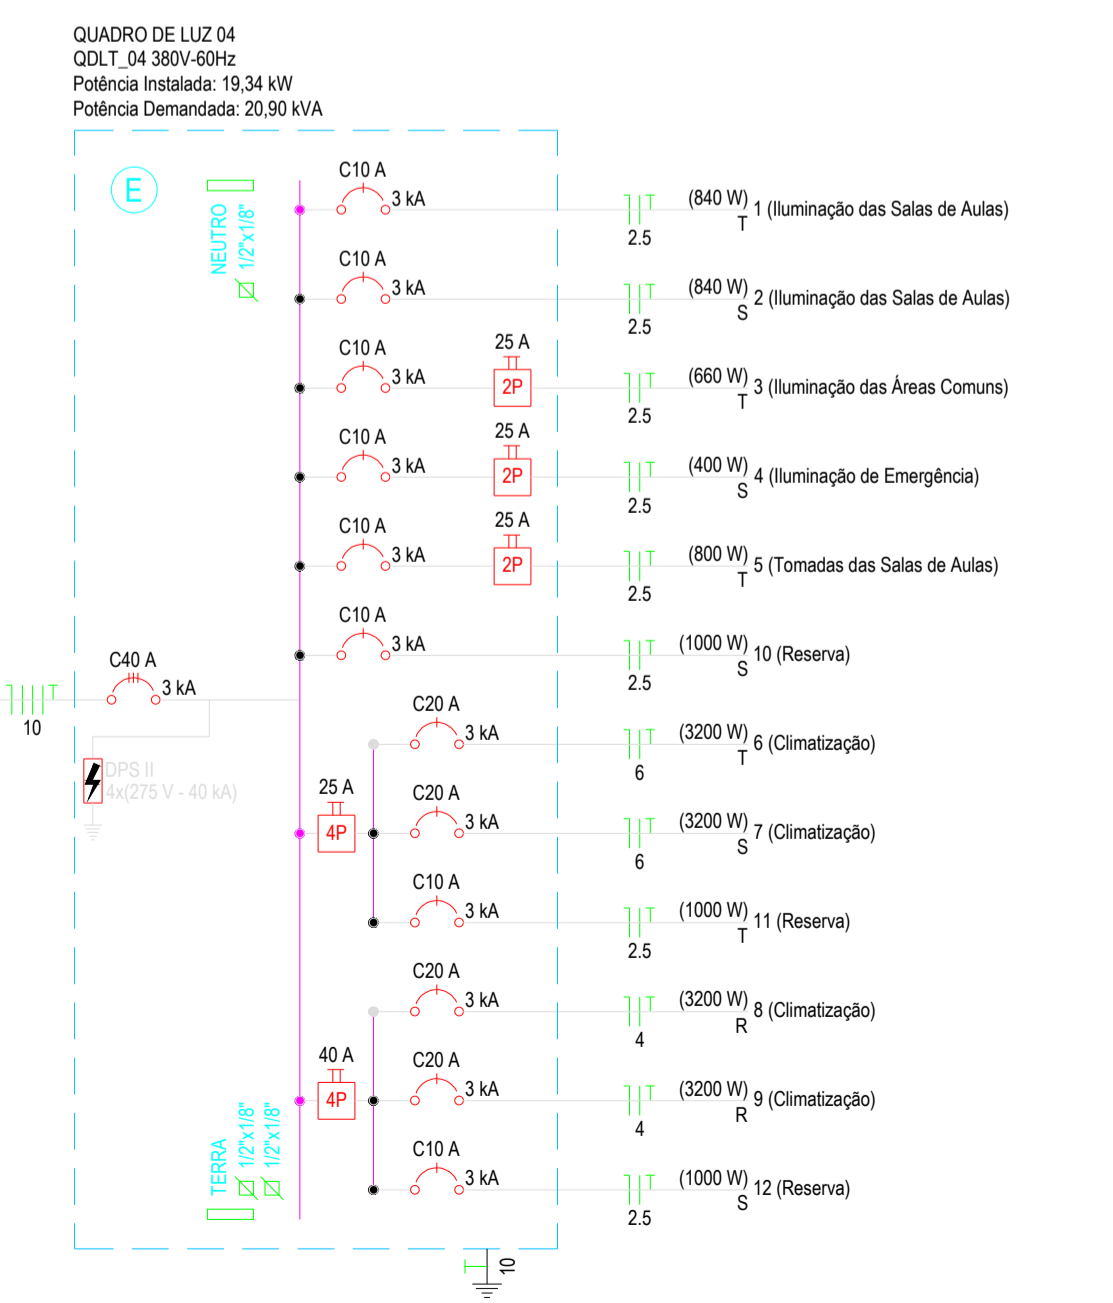 QUADRO DE LUZ 04
QDLT_04 380V-60Hz
Potência Instalada: 19,34 kW
Potência Demandada: 20,90 kVA
E
NEUTRO
1/2"x1/8"
C10 A
3 kA
2.5
(840 W)
T
1 (Iluminação das Salas de Aulas)
C10 A
3 kA
2.5
(840 W)
S
2 (Iluminação das Salas de Aulas)
C10 A
3 kA
25 A
2P
2.5
(660 W)
T
3 (Iluminação das Áreas Comuns)
C10 A
3 kA
25 A
2P
2.5
(400 W)
S
4 (Iluminação de Emergência)
C10 A
3 kA
25 A
2P
2.5
(800 W)
T
5 (Tomadas das Salas de Aulas)
C10 A
3 kA
2.5
(1000 W)
S
10 (Reserva)
10
C40 A
3 kA
DPS II
4x(275 V - 40 kA)
C20 A
3 kA
6
(3200 W)
T
6 (Climatização)
25 A
4P
C20 A
3 kA
6
(3200 W)
S
7 (Climatização)
C10 A
3 kA
2.5
(1000 W)
T
11 (Reserva)
C20 A
3 kA
4
(3200 W)
R
8 (Climatização)
40 A
4P
C20 A
3 kA
4
(3200 W)
R
9 (Climatização)
C10 A
3 kA
2.5
(1000 W)
S
12 (Reserva)
TERRA
1/2"x1/8"
1/2"x1/8"
10